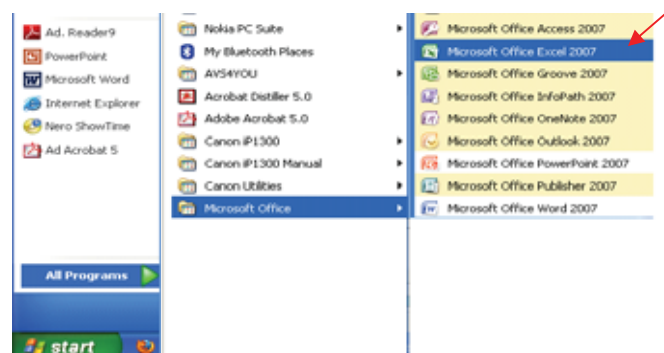 Ad. Reader9
PowerPoint
Microsoft Word
Internet Explorer
Nero ShowTime
Ad Acrobat 5
All Programs
start
Nokia PC Suite
My Bluetooth Places
AVS4YOU
Acrobat Distiller 5.0
Adobe Acrobat 5.0
Canon iP1300
Canon iP1300 Manual
Canon Utilities
Microsoft Office
Microsoft Office Access 2007
Microsoft Office Excel 2007
Microsoft Office Groove 2007
Microsoft Office InfoPath 2007
Microsoft Office OneNote 2007
Microsoft Office Outlook 2007
Microsoft Office PowerPoint 2007
Microsoft Office Publisher 2007
Microsoft Office Word 2007